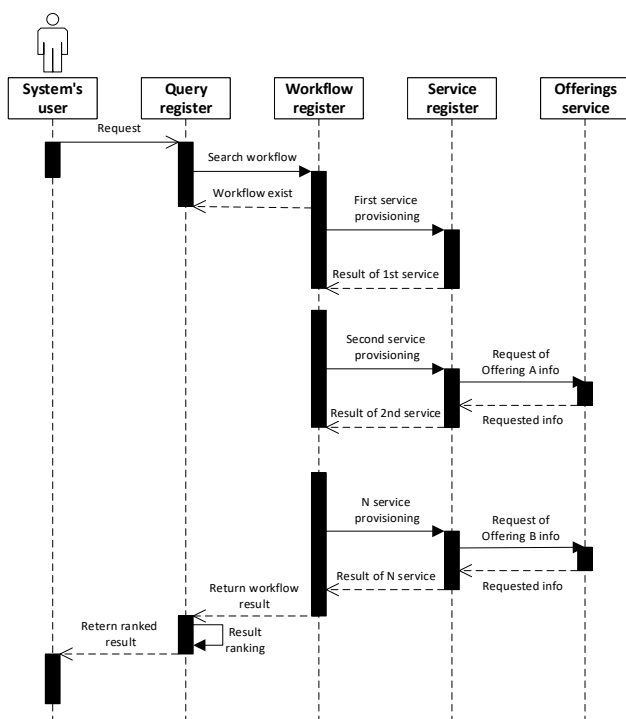 System's
user
Query
register
Workflow
register
Service
register
Offerings
service
Request
Search workflow
Workflow exist
First service
provisioning
Result of 1st service
Second service
provisioning
Request of
Offering A info
Requested info
Result of 2nd service
N service
provisioning
Request of
Offering B info
Result of N service
Requested info
Return workflow
result
Retern ranked
result
Result
ranking